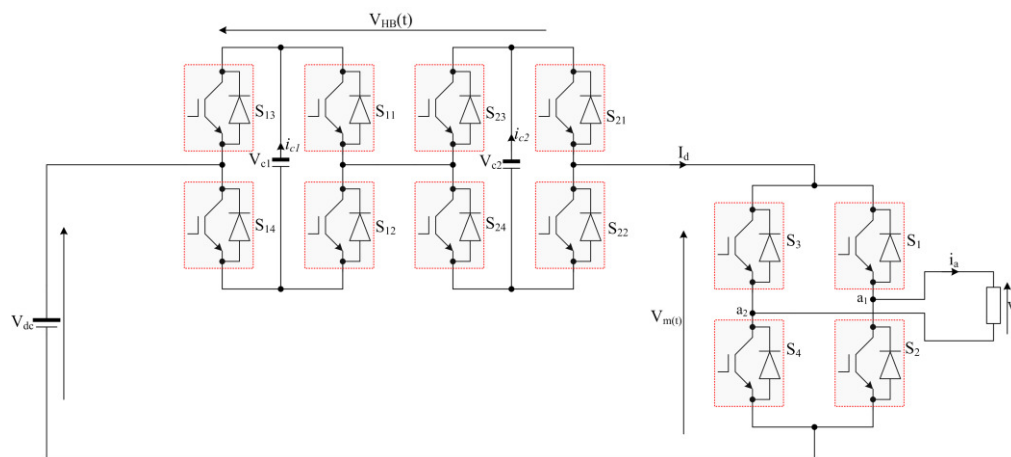 V_HB(t)
S_13
S_11
S_23
S_21
V_c1
i_c1
V_c2
i_c2
I_d
S_14
S_12
S_24
S_22
V_dc
S_3
S_1
V_m(t)
a_1
a_2
i_a
S_4
S_2